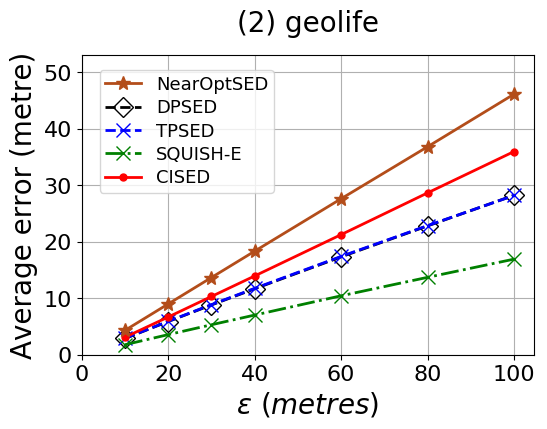 (2) geolife
Average error (metre)
50
40
30
20
10
0
NearOptSED
DPSED
TPSED
SQUISH-E
CISED
0 20 40 60 80 100
ε (metres)